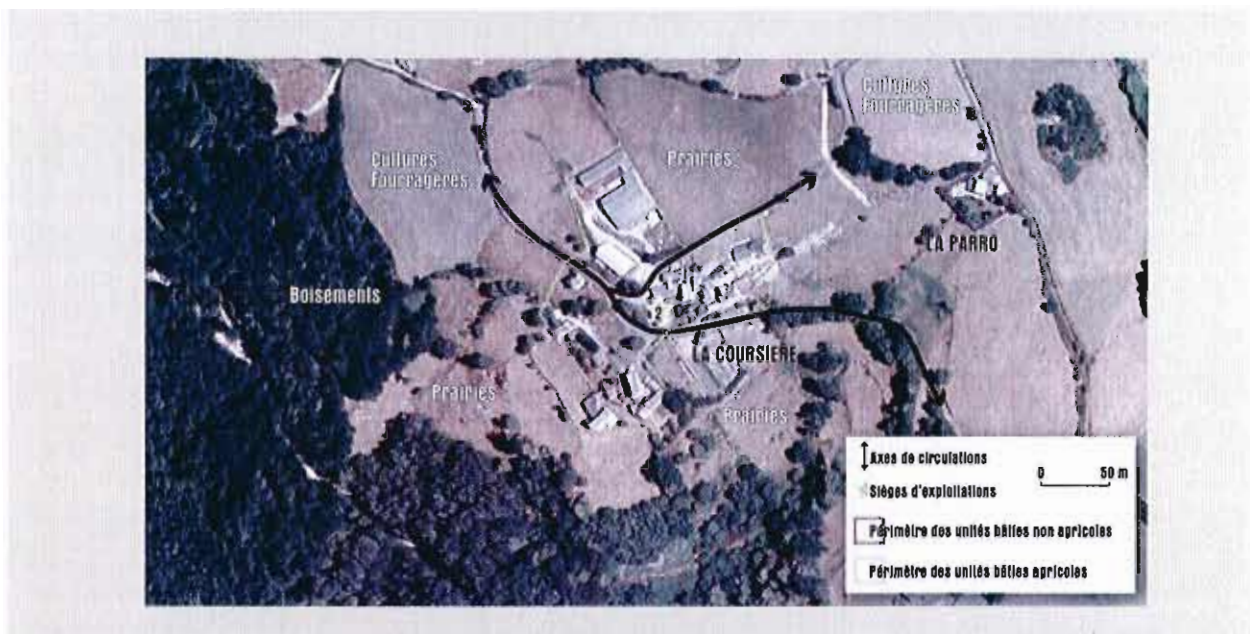 Cultures
fourragères
Prairies
Cultures
fourragères
LA PARRO
Boisements
2
LA COURSIERE
Prairies
Prairies
Axes de circulations
0 50 m
Sièges d'exploitations
Périmètre des unités bâties non agricoles
Périmètre des unités bâties agricoles